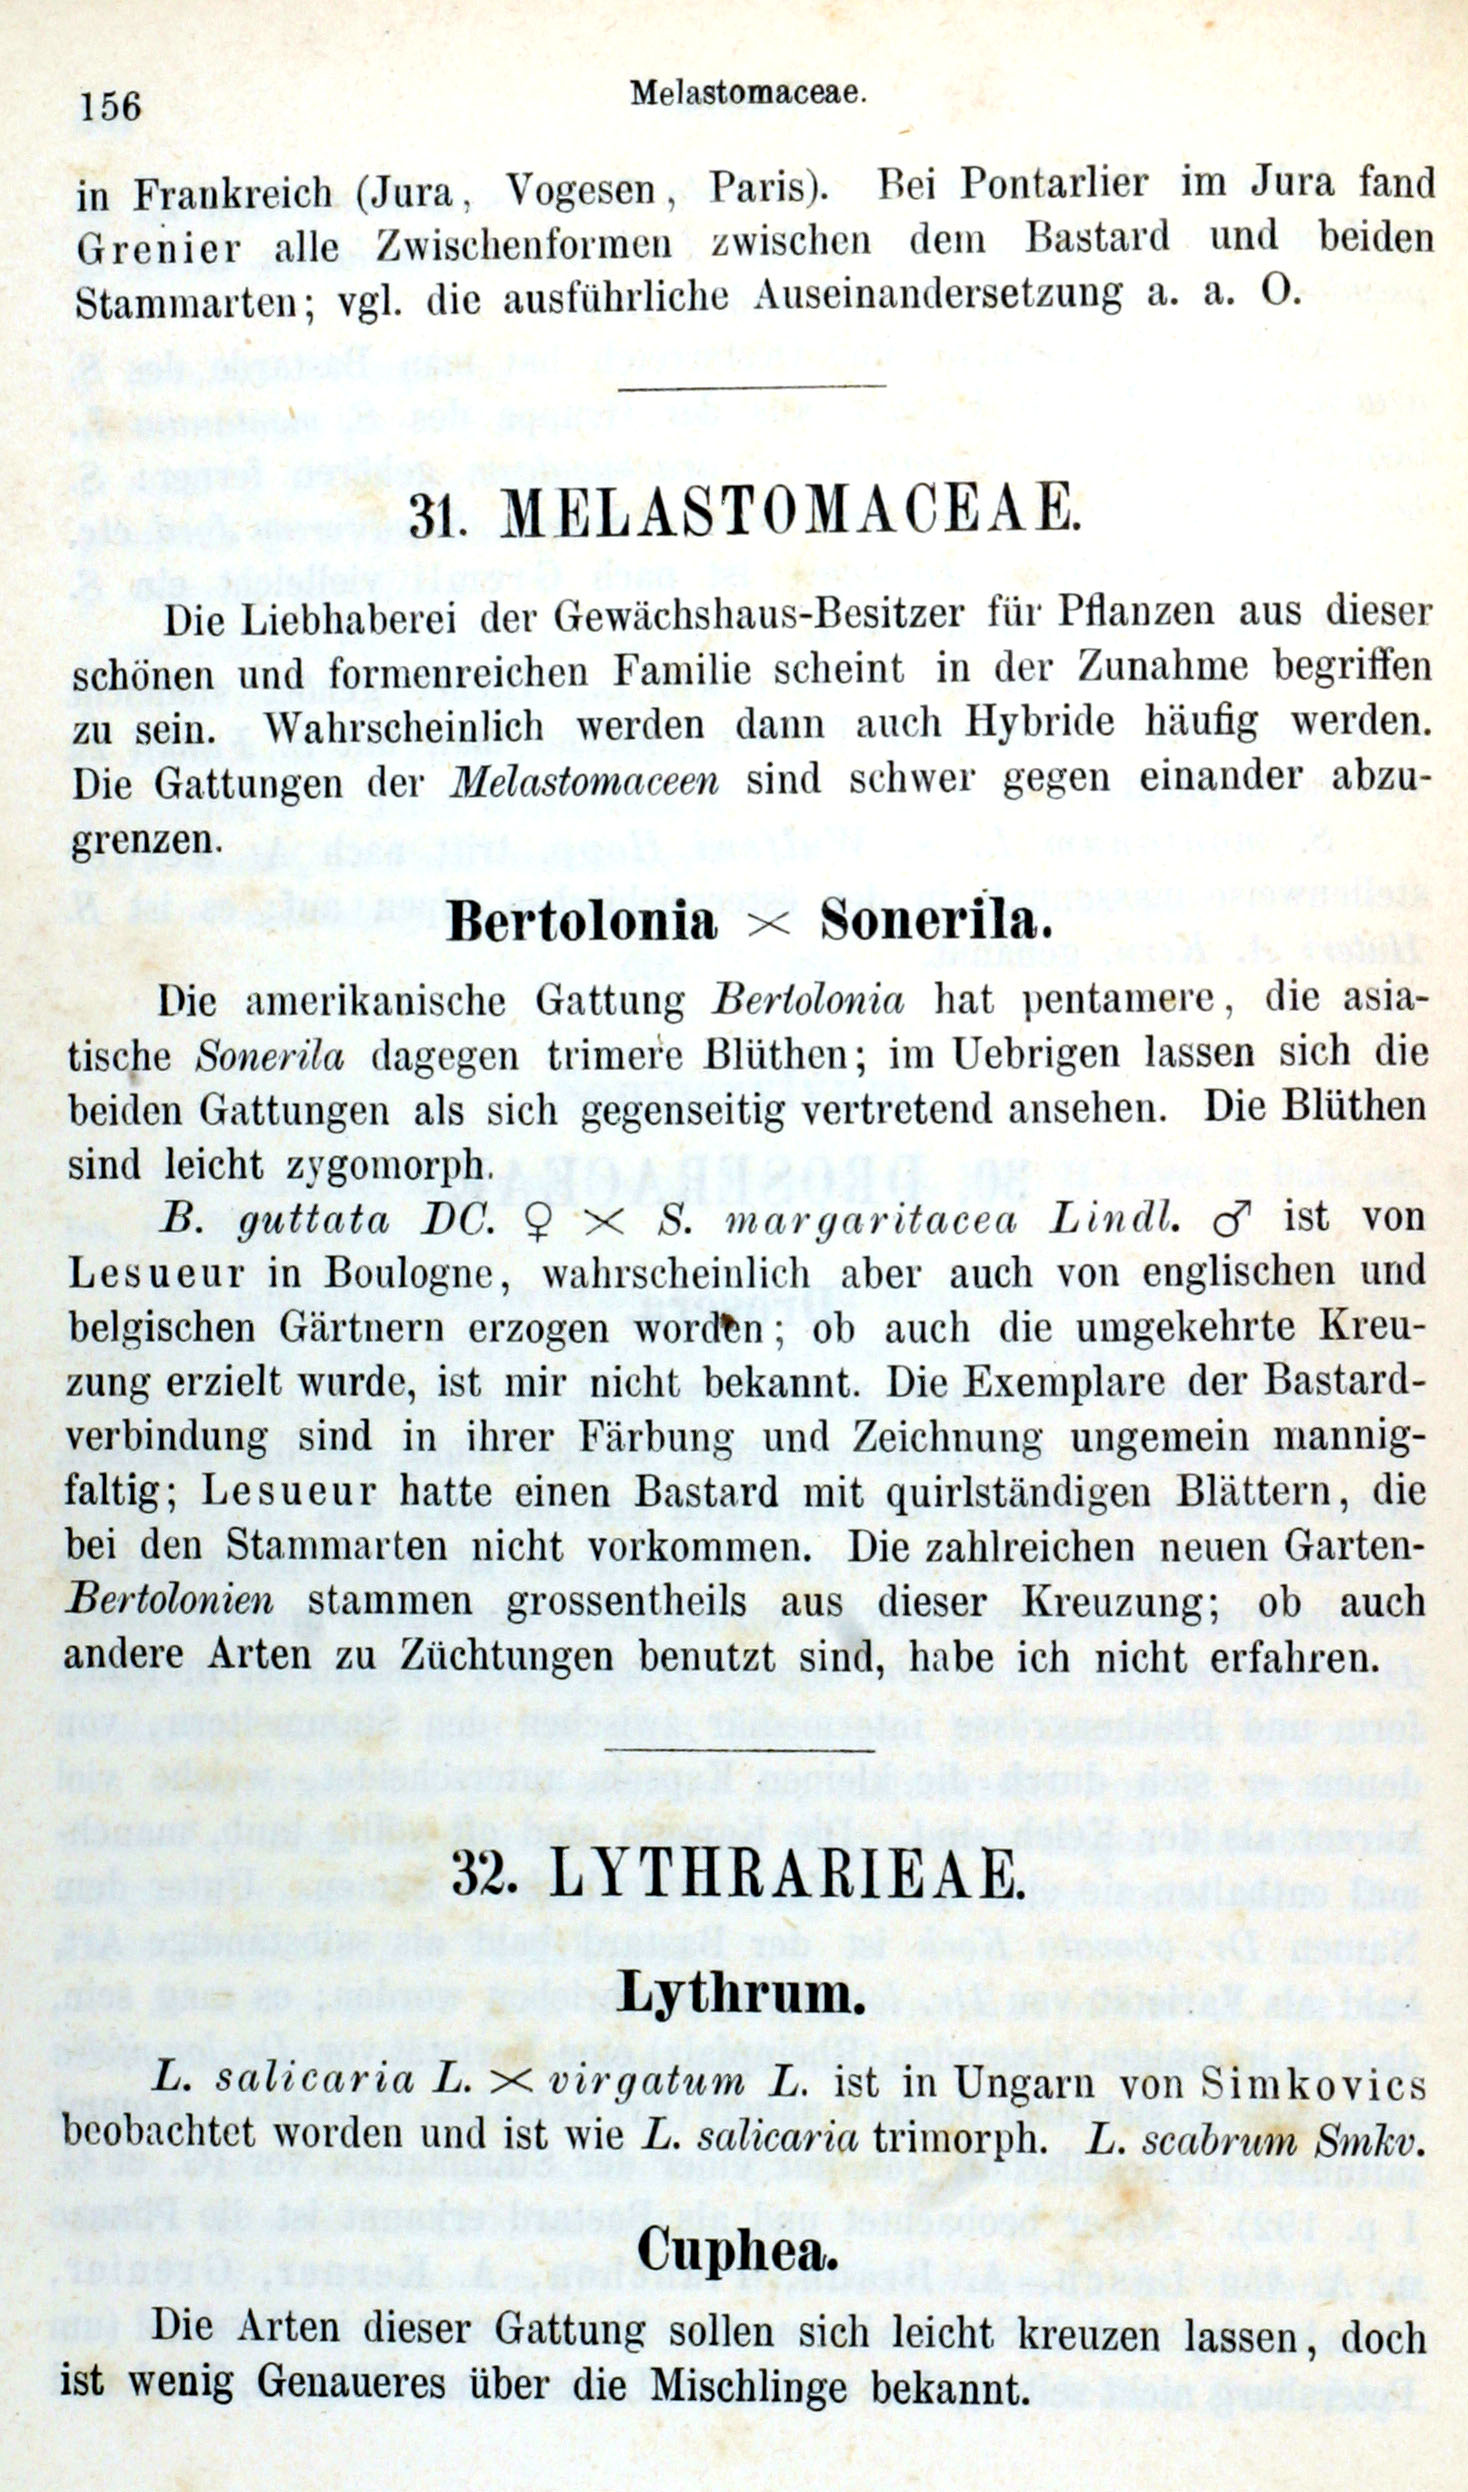 156
Melastomaceae.
in Frankreich (Jura, Vogesen, Paris). Bei Pontarlier im Jura fand
Grenier alle Zwischenformen zwischen dem Bastard und beiden
Stammarten; vgl. die ausführliche Auseinandersetzung a. a. O.
31. MELASTOMACEAE.
Die Liebhaberei der Gewächshaus-Besitzer für Pflanzen aus dieser
schönen und formenreichen Familie scheint in der Zunahme begriffen
zu sein. Wahrscheinlich werden dann auch Hybride häufig werden.
Die Gattungen der Melastomaceen sind schwer gegen einander abzu-
grenzen.
Bertolonia × Sonerila.
Die amerikanische Gattung Bertolonia hat pentamere, die asia-
tische Sonerila dagegen trimere Blüthen; im Uebrigen lassen sich die
beiden Gattungen als sich gegenseitig vertretend ansehen. Die Blüthen
sind leicht zygomorph.
B. guttata DC. ♀ × S. margaritacea Lindl. ♂ ist von
Lesueur in Boulogne, wahrscheinlich aber auch von englischen und
belgischen Gärtnern erzogen worden; ob auch die umgekehrte Kreu-
zung erzielt wurde, ist mir nicht bekannt. Die Exemplare der Bastard-
verbindung sind in ihrer Färbung und Zeichnung ungemein mannig-
faltig; Lesueur hatte einen Bastard mit quirlständigen Blättern, die
bei den Stammarten nicht vorkommen. Die zahlreichen neuen Garten-
Bertolonien stammen grossentheils aus dieser Kreuzung; ob auch
andere Arten zu Züchtungen benutzt sind, habe ich nicht erfahren.
32. LYTHRARIEAE.
Lythrum.
L. salicaria L. × virgatum L. ist in Ungarn von Simkovics
beobachtet worden und ist wie L. salicaria trimorph. L. scabrum Smkv.
Cuphea.
Die Arten dieser Gattung sollen sich leicht kreuzen lassen, doch
ist wenig Genaueres über die Mischlinge bekannt.